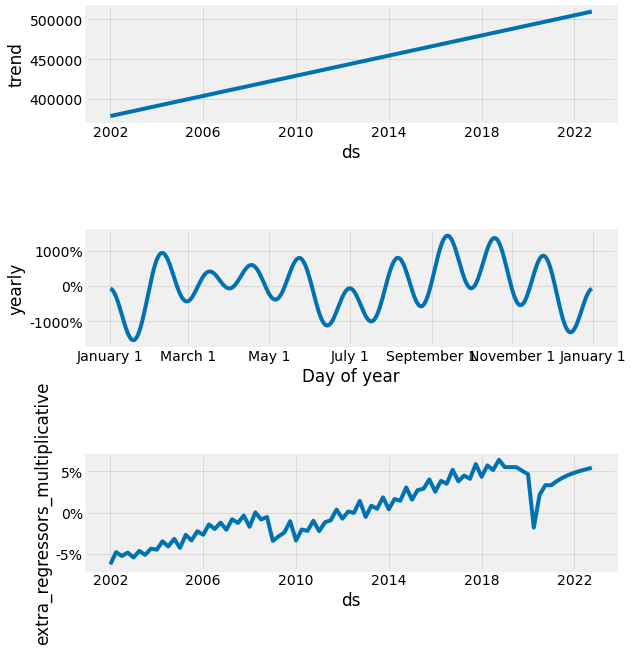 trend
500000
450000
400000
2002 2006 2010 2014 2018 2022
ds
yearly
1000%
0%
-1000%
January 1 March 1 May 1 July 1 September 1 November 1 January 1
Day of year
extra_regressors_multiplicative
5%
0%
-5%
2002 2006 2010 2014 2018 2022
ds